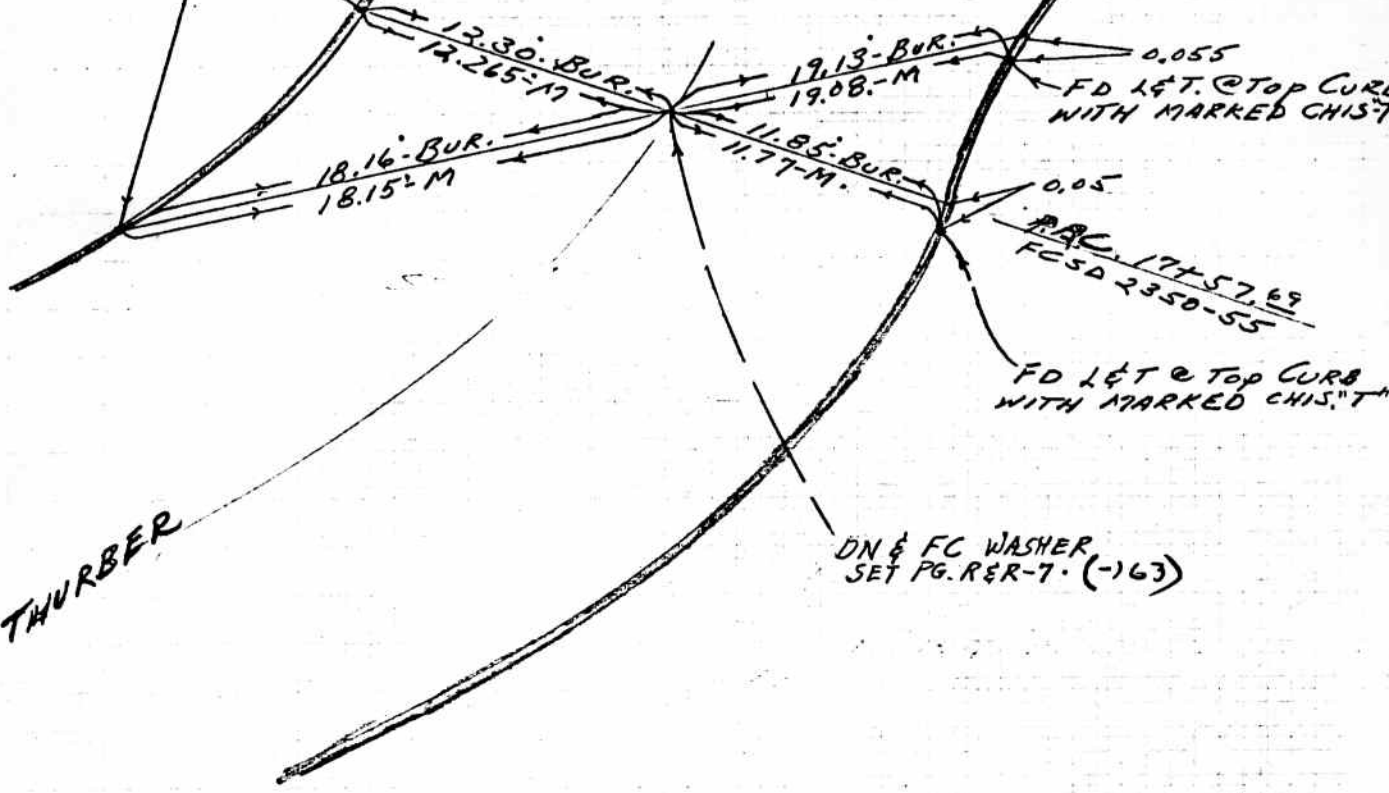 12.30'-BUR.
12.265'-M
19.13'-BUR.
19.08'-M
0.055
FD L&T. @ TOP CURB
WITH MARKED CHIS "T
18.16'-BUR.
18.15'-M
11.85'-BUR.
11.77-M.
0.05
P.R.C. 17+57.69
FCSD 2350-55
FD L&T @ TOP CURB
WITH MARKED CHIS. "T"
DN & FC WASHER
SET PG. R&R-7. (-163)
THURBER